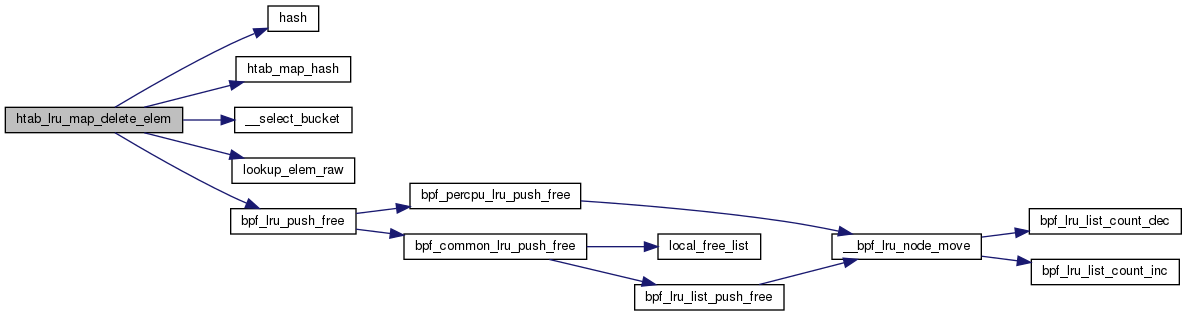 hash
htab_map_hash
htab_lru_map_delete_elem
__select_bucket
lookup_elem_raw
bpf_lru_push_free
bpf_percpu_lru_push_free
bpf_common_lru_push_free
local_free_list
bpf_lru_list_push_free
__bpf_lru_node_move
bpf_lru_list_count_dec
bpf_lru_list_count_inc